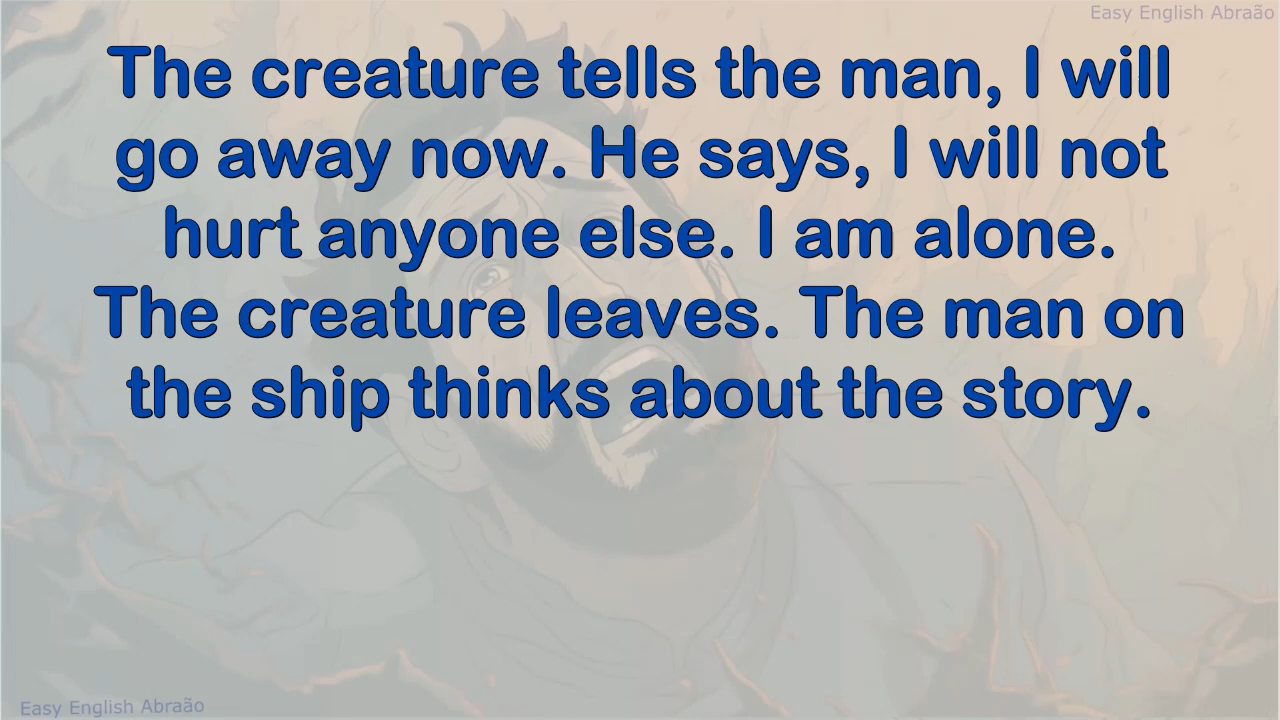 Easy English Abraão
The creature tells the man, I will
go away now. He says, I will not
hurt anyone else. I am alone.
The creature leaves. The man on
the ship thinks about the story.
Easy English Abraão